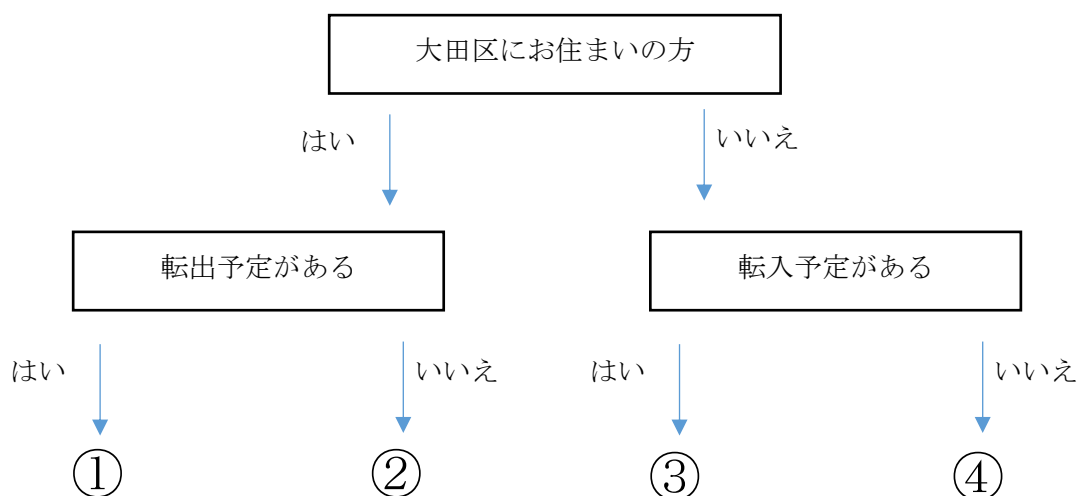 大田区にお住まいの方
はい
いいえ
転出予定がある
転入予定がある
はい
いいえ
はい
いいえ
①
②
③
④